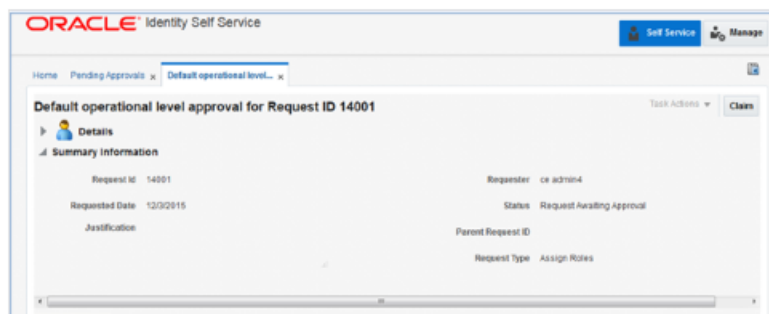 ORACLE Identity Self Service
Self Service Manage
Home Pending Approvals x Default operational level... x
Default operational level approval for Request ID 14001
Task Actions Claim
Details
Summary Information
Request Id 14001 Requester ce admin4
Requested Date 12/3/2015 Status Request Awaiting Approval
Justification Parent Request ID
Request Type Assign Roles